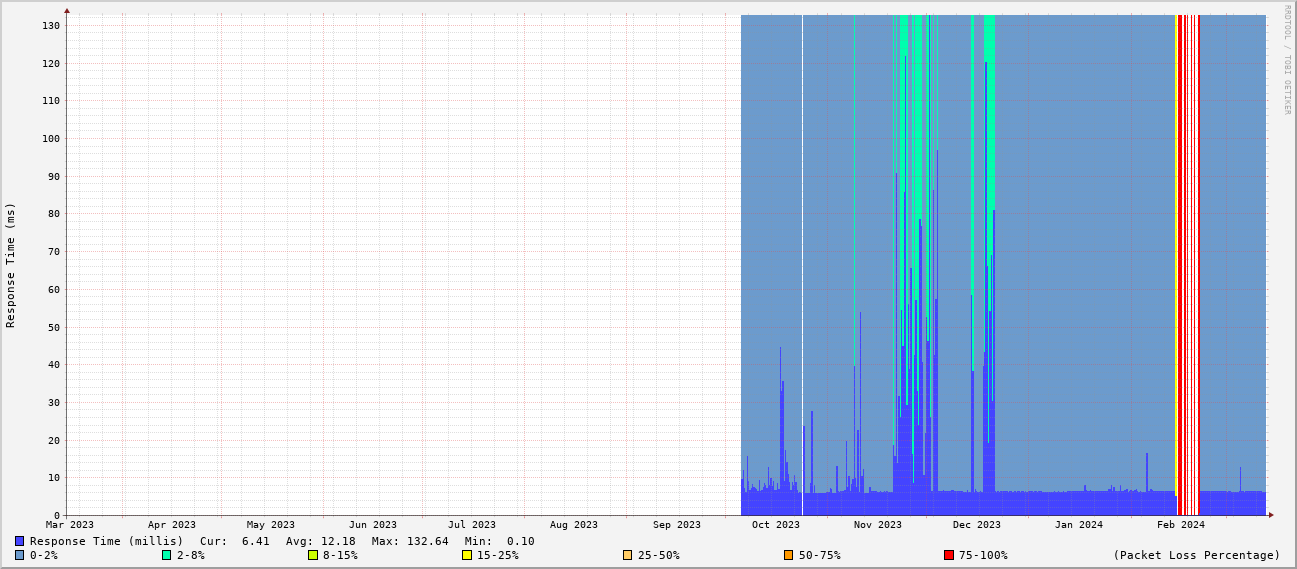 RRDTOOL / TOBI OETIKER
Response Time (ms)
130
120
110
100
90
80
70
60
50
40
30
20
10
0
Mar 2023 Apr 2023 May 2023 Jun 2023 Jul 2023 Aug 2023 Sep 2023 Oct 2023 Nov 2023 Dec 2023 Jan 2024 Feb 2024
Response Time (millis) Cur: 6.41 Avg: 12.18 Max: 132.64 Min: 0.10
0-2% 2-8% 8-15% 15-25% 25-50% 50-75% 75-100% (Packet Loss Percentage)